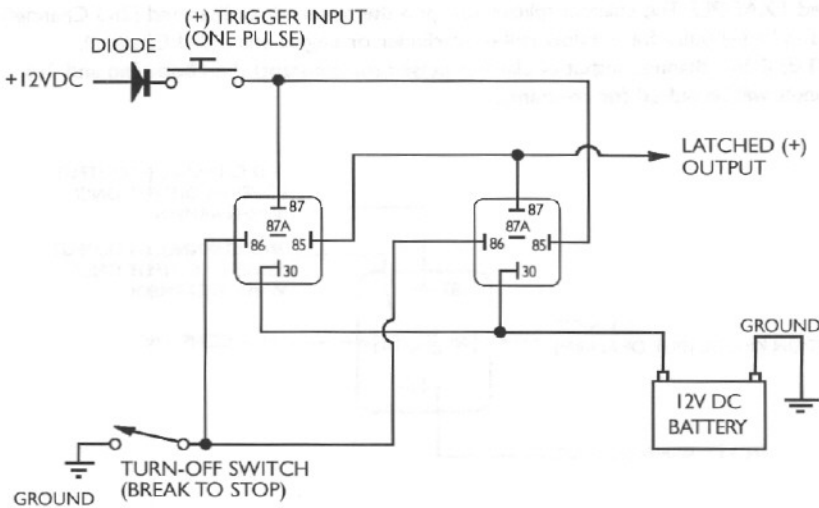 (+) TRIGGER INPUT
(ONE PULSE)
DIODE
+12VDC
LATCHED (+)
OUTPUT
87
87A
86
85
30
87
87A
86
85
30
GROUND
12V DC
BATTERY
TURN-OFF SWITCH
(BREAK TO STOP)
GROUND